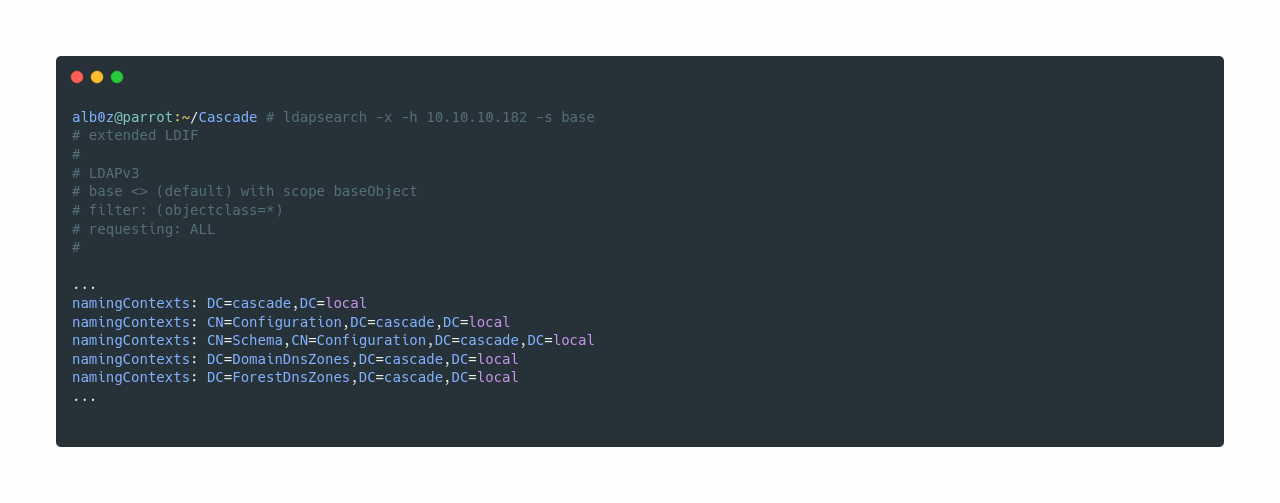 alb0z@parrot:~/Cascade # ldapsearch -x -h 10.10.10.182 -s base
# extended LDIF
#
# LDAPv3
# base <> (default) with scope baseObject
# filter: (objectclass=*)
# requesting: ALL
#
...
namingContexts: DC=cascade,DC=local
namingContexts: CN=Configuration,DC=cascade,DC=local
namingContexts: CN=Schema,CN=Configuration,DC=cascade,DC=local
namingContexts: DC=DomainDnsZones,DC=cascade,DC=local
namingContexts: DC=ForestDnsZones,DC=cascade,DC=local
...